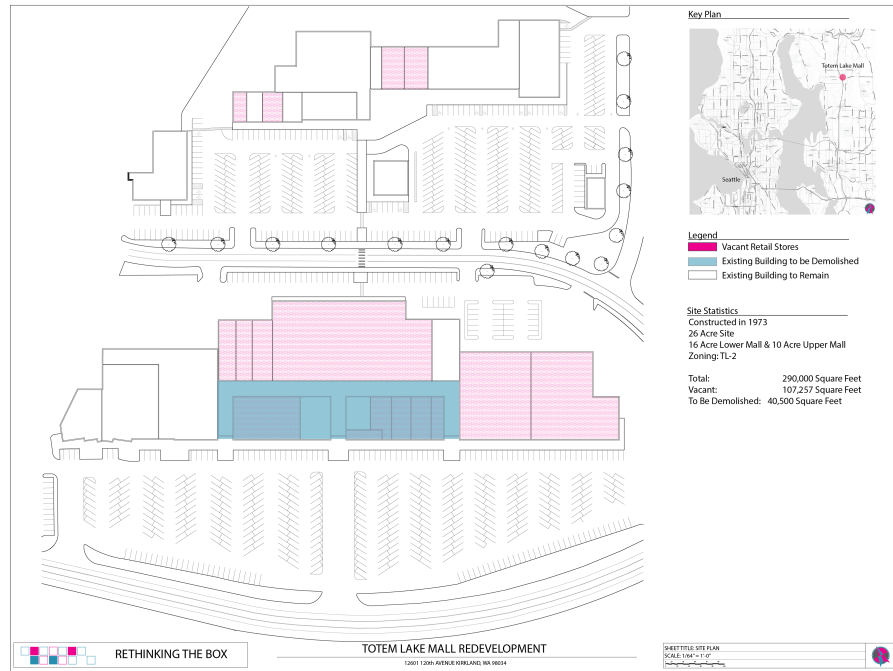 Key Plan
Totem Lake Mall
Seattle
Legend
Vacant Retail Stores
Existing Building to be Demolished
Existing Building to Remain
Site Statistics
Constructed in 1973
26 Acre Site
16 Acre Lower Mall & 10 Acre Upper Mall
Zoning: TL-2
Total: 290,000 Square Feet
Vacant: 107,257 Square Feet
To Be Demolished: 40,500 Square Feet
RETHINKING THE BOX
TOTEM LAKE MALL REDEVELOPMENT
12601 120th AVENUE KIRKLAND, WA 98034
SHEET TITLE: SITE PLAN
SCALE: 1/64" = 1'-0"